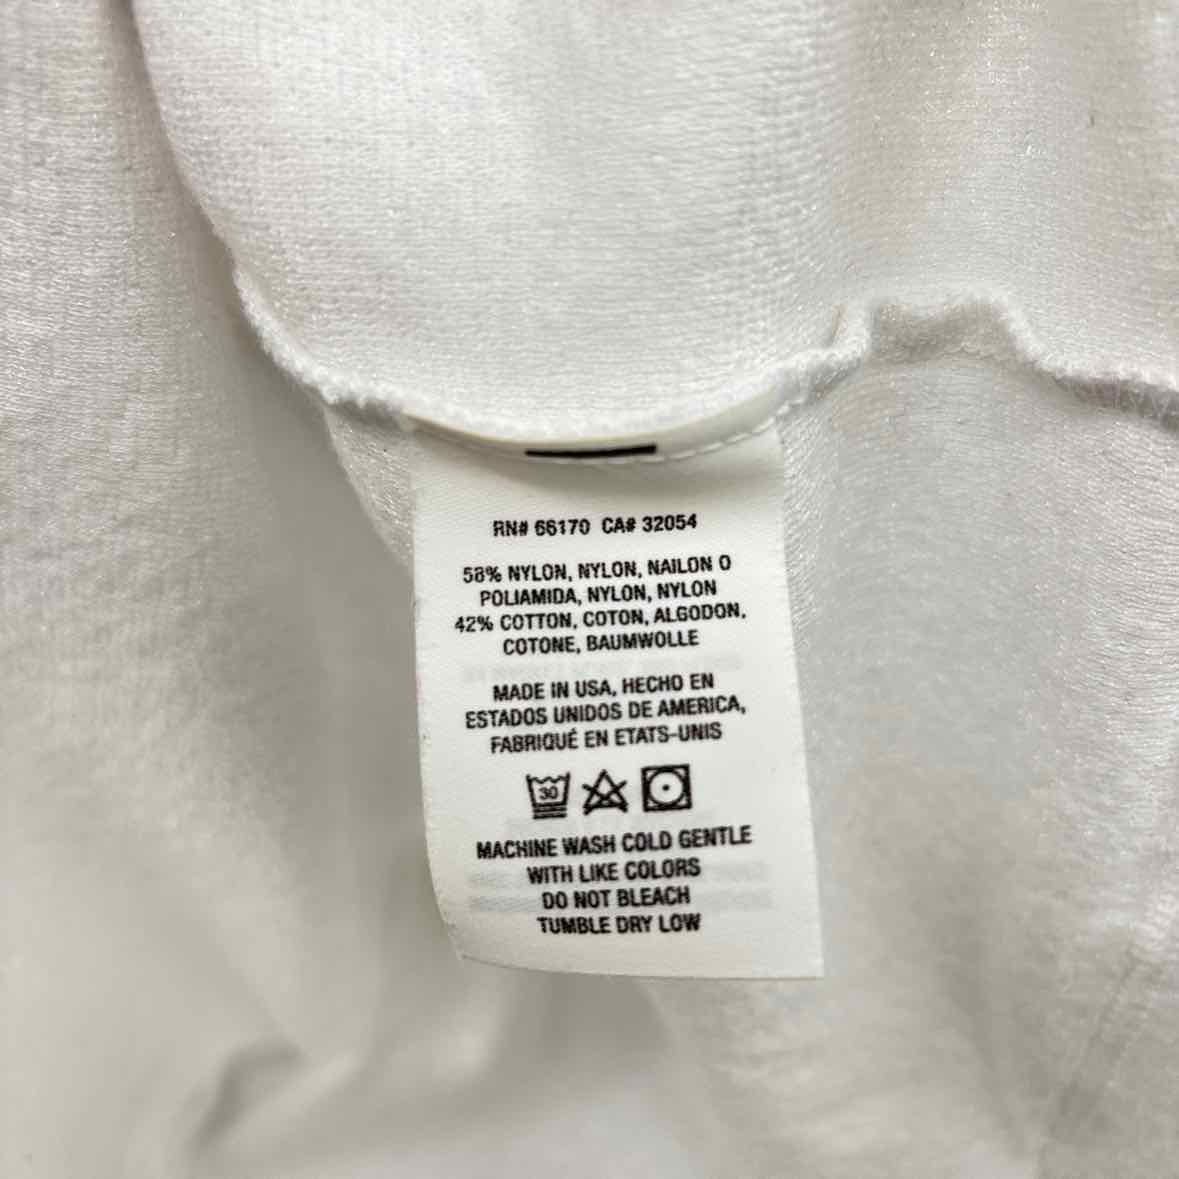 RN# 66170 CA# 32054
58% NYLON, NYLON, NAILON O
POLIAMIDA, NYLON, NYLON
42% COTTON, COTON, ALGODON,
COTONE, BAUMWOLLE
MADE IN USA, HECHO EN
ESTADOS UNIDOS DE AMERICA,
FABRIQUÉ EN ETATS-UNIS
30
MACHINE WASH COLD GENTLE
WITH LIKE COLORS
DO NOT BLEACH
TUMBLE DRY LOW